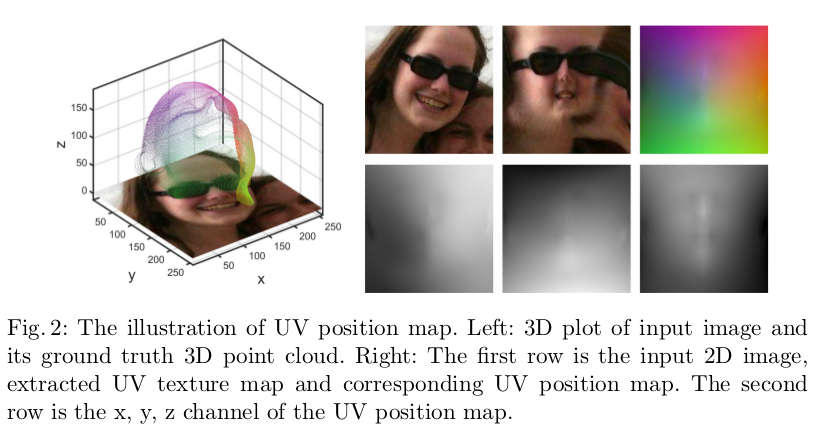 150
100
50
0
z
50
100
150
200
250
y
50
100
150
200
250
x
Fig. 2: The illustration of UV position map. Left: 3D plot of input image and
its ground truth 3D point cloud. Right: The first row is the input 2D image,
extracted UV texture map and corresponding UV position map. The second
row is the x, y, z channel of the UV position map.